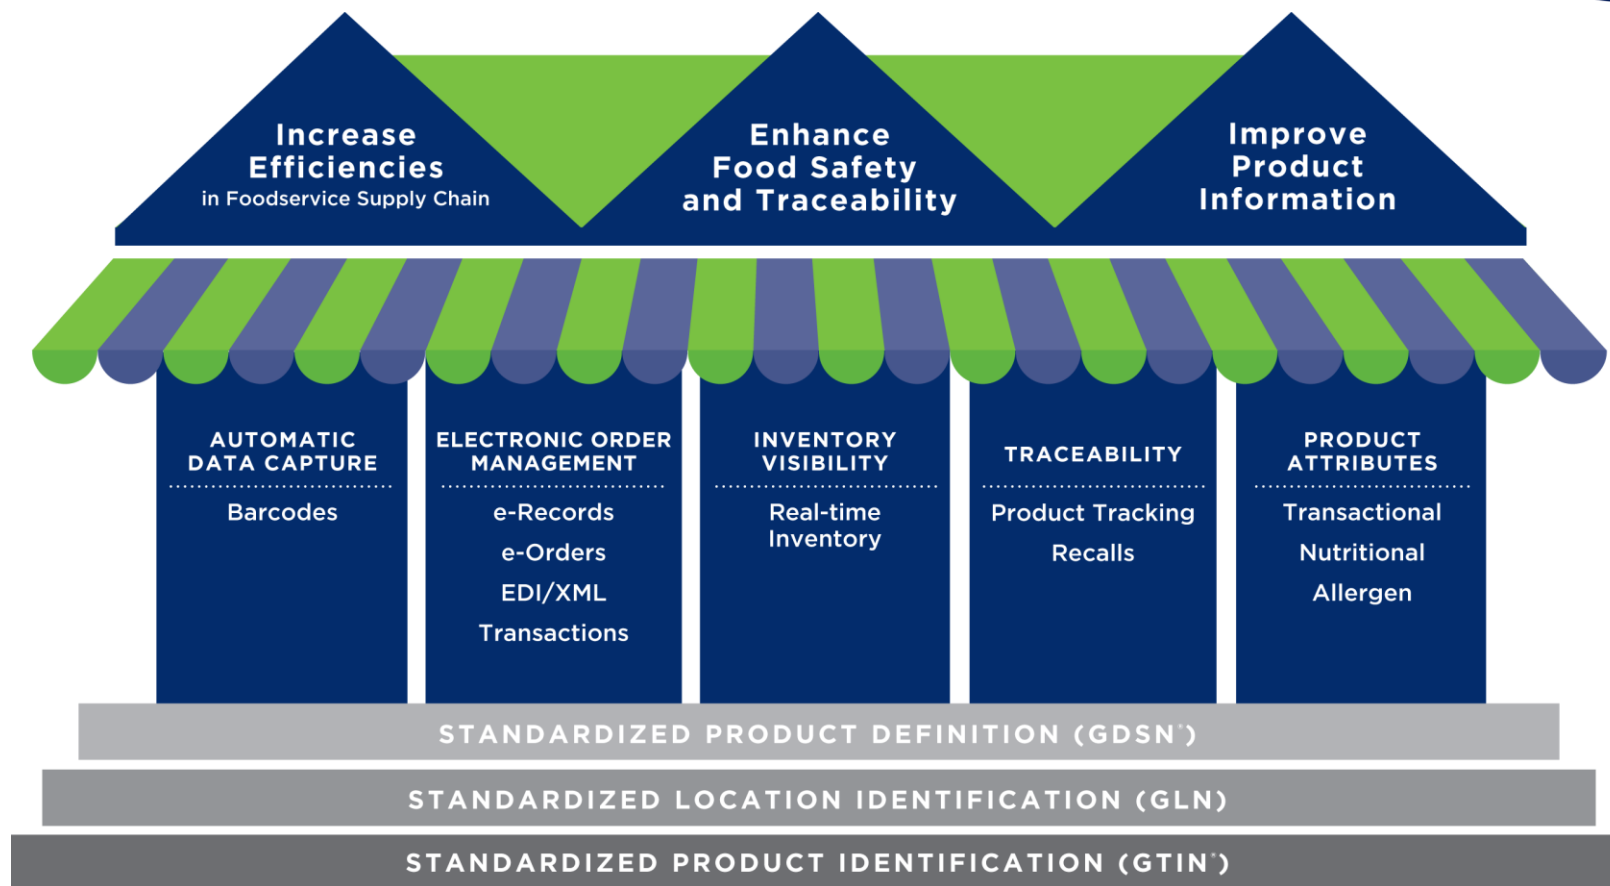 Increase
Efficiencies
in Foodservice Supply Chain
Enhance
Food Safety
and Traceability
Improve
Product
Information
AUTOMATIC
DATA CAPTURE
Barcodes
ELECTRONIC ORDER
MANAGEMENT
e-Records
e-Orders
EDI/XML
Transactions
INVENTORY
VISIBILITY
Real-time
Inventory
TRACEABILITY
Product Tracking
Recalls
PRODUCT
ATTRIBUTES
Transactional
Nutritional
Allergen
STANDARDIZED PRODUCT DEFINITION (GDSN®)
STANDARDIZED LOCATION IDENTIFICATION (GLN)
STANDARDIZED PRODUCT IDENTIFICATION (GTIN®)